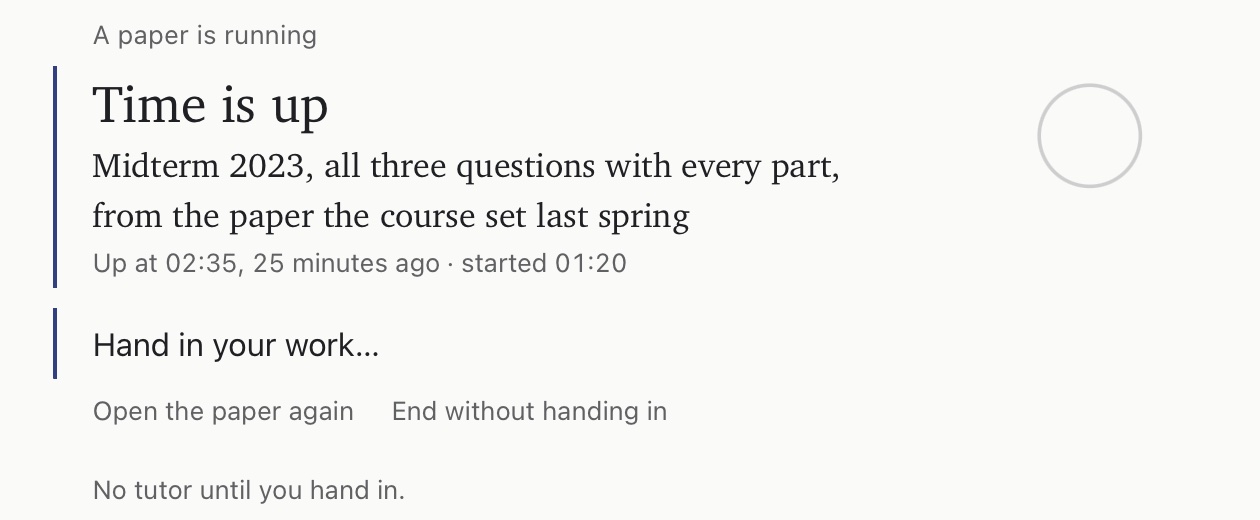 A paper is running
Time is up
Midterm 2023, all three questions with every part,
from the paper the course set last spring
Up at 02:35, 25 minutes ago · started 01:20
Hand in your work...
Open the paper again End without handing in
No tutor until you hand in.